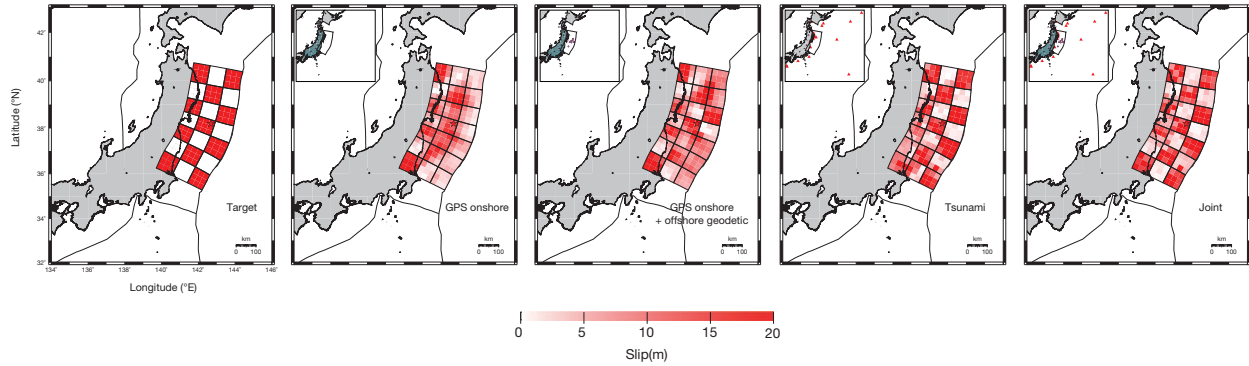 42°
40°
38°
36°
34°
32°
Latitude (°N)
134° 136° 138° 140° 142° 144° 146°
Longitude (°E)
Target
km
0 100
GPS onshore
km
0 100
GPS onshore
+ offshore geodetic
km
0 100
Tsunami
km
0 100
Joint
km
0 100
0 5 10 15 20
Slip(m)